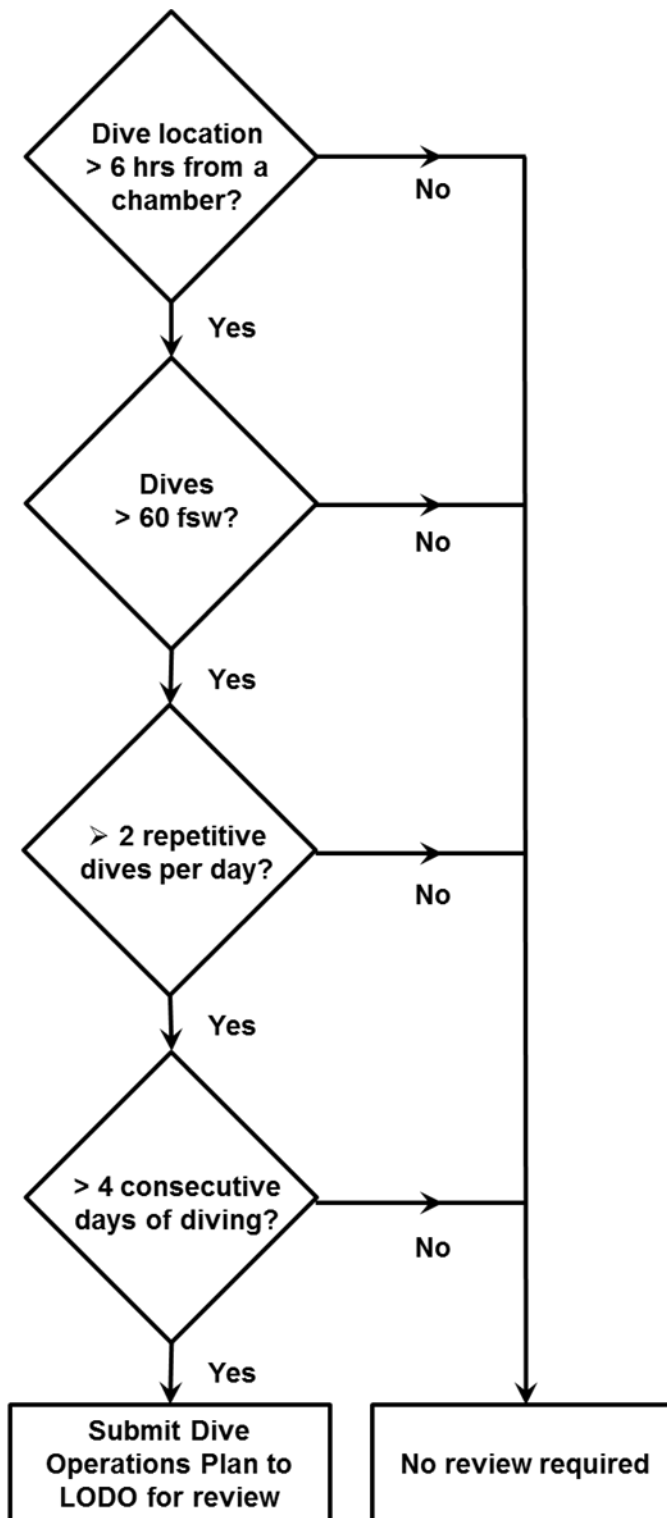 Dive location
> 6 hrs from a
chamber?
No
Yes
Dives
> 60 fsw?
No
Yes
➢ 2 repetitive
dives per day?
No
Yes
> 4 consecutive
days of diving?
No
Yes
Submit Dive
Operations Plan to
LODO for review
No review required